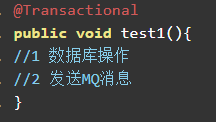 @Transactional
public void test1(){
//1 数据库操作
//2 发送MQ消息
}